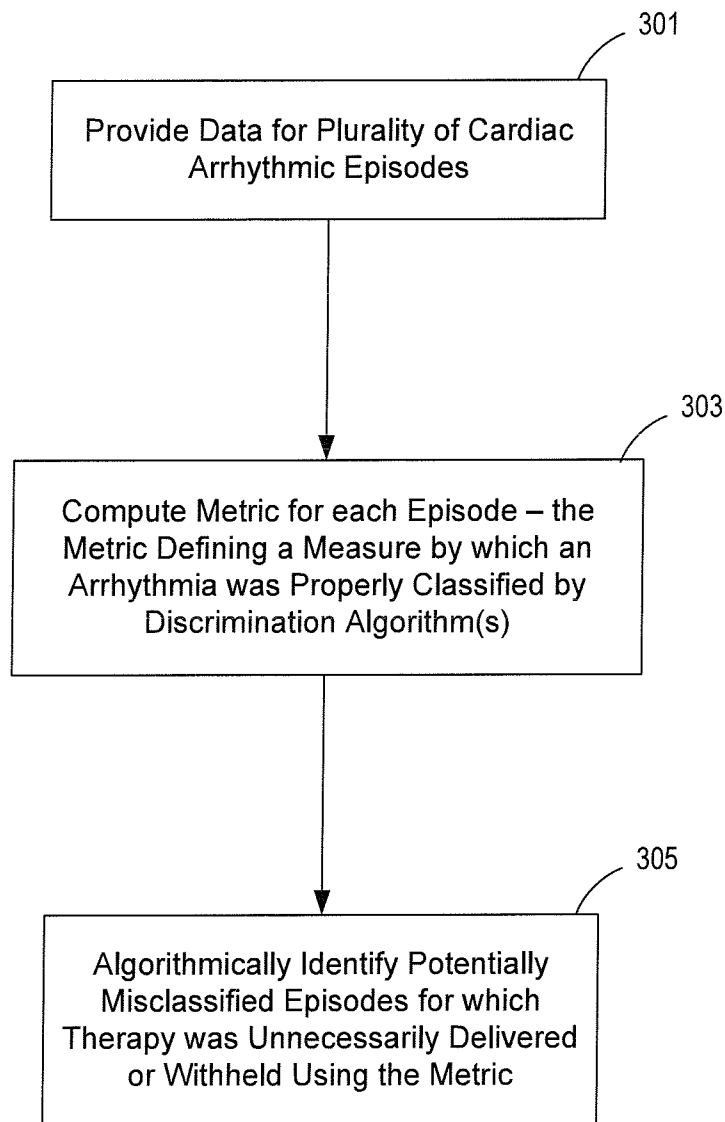 301
Provide Data for Plurality of Cardiac
Arrhythmic Episodes
303
Compute Metric for each Episode – the
Metric Defining a Measure by which an
Arrhythmia was Properly Classified by
Discrimination Algorithm(s)
305
Algorithmically Identify Potentially
Misclassified Episodes for which
Therapy was Unnecessarily Delivered
or Withheld Using the Metric